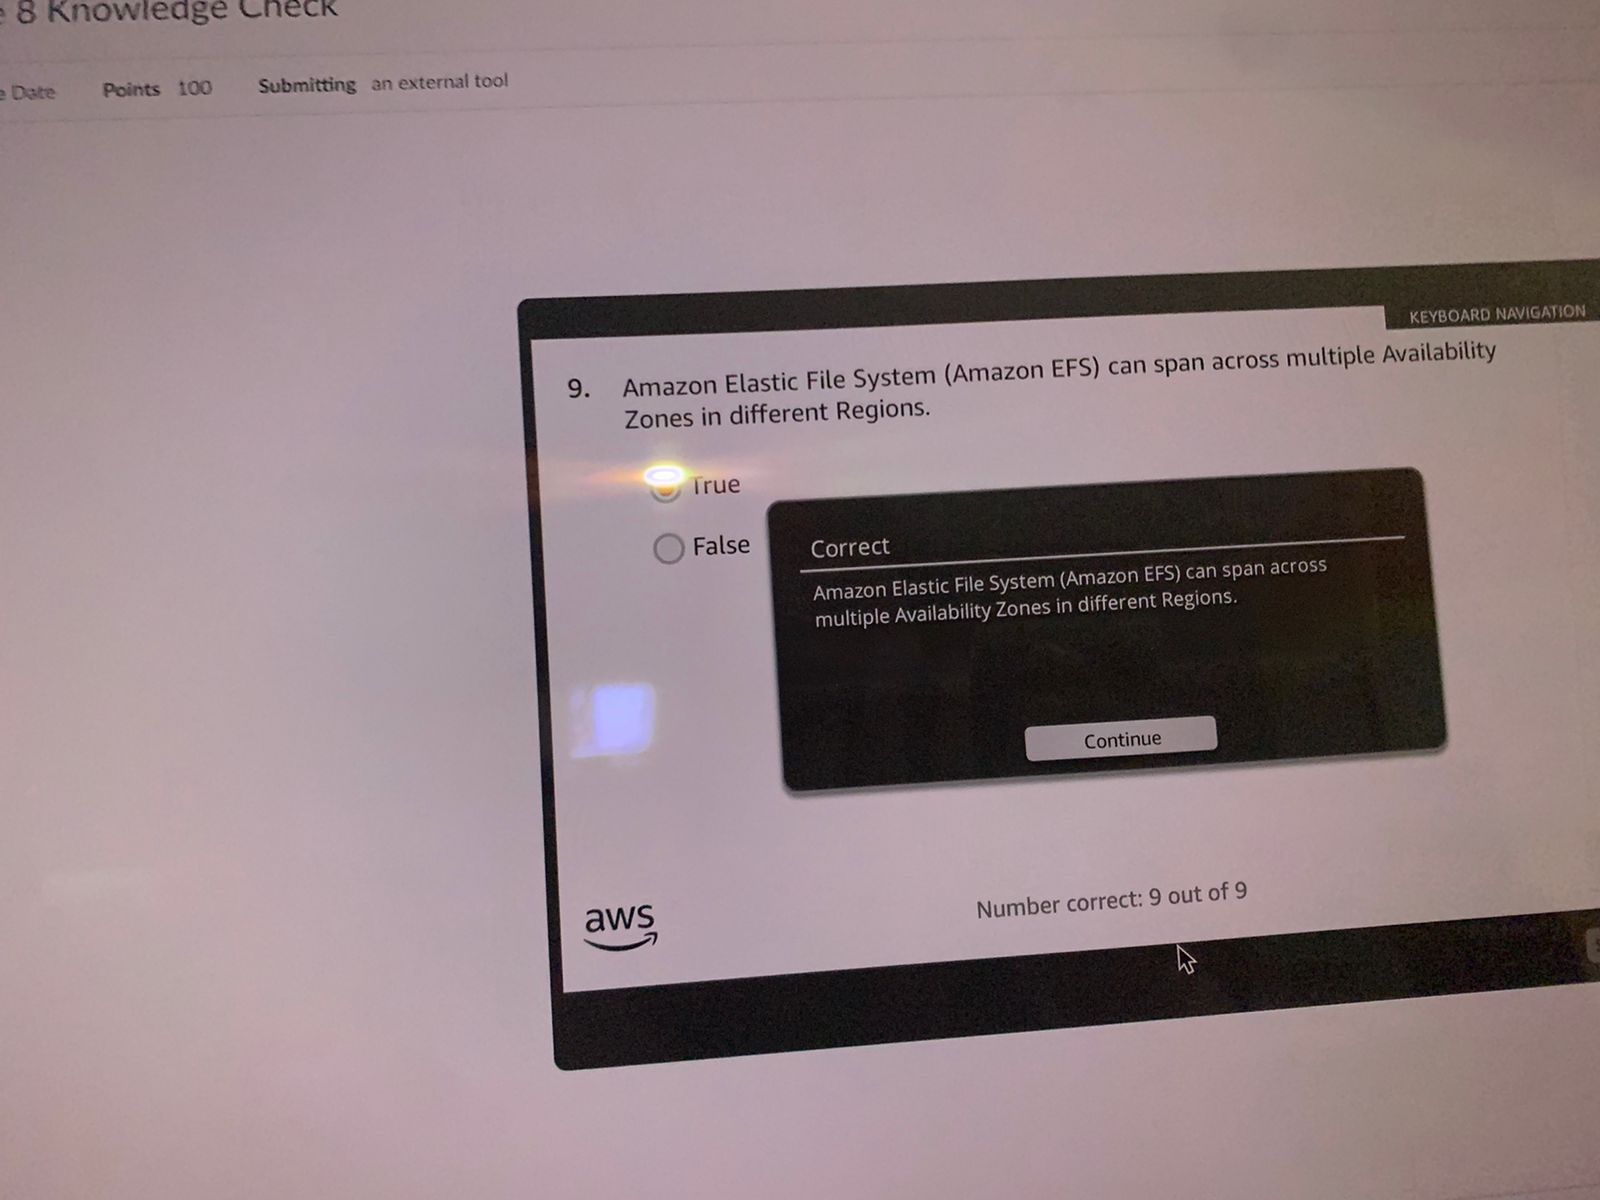 8 Knowledge Check
Date Points 100 Submitting an external tool
KEYBOARD NAVIGATION
9. Amazon Elastic File System (Amazon EFS) can span across multiple Availability
Zones in different Regions.
True
False
Correct
Amazon Elastic File System (Amazon EFS) can span across
multiple Availability Zones in different Regions.
Continue
Number correct: 9 out of 9
aws